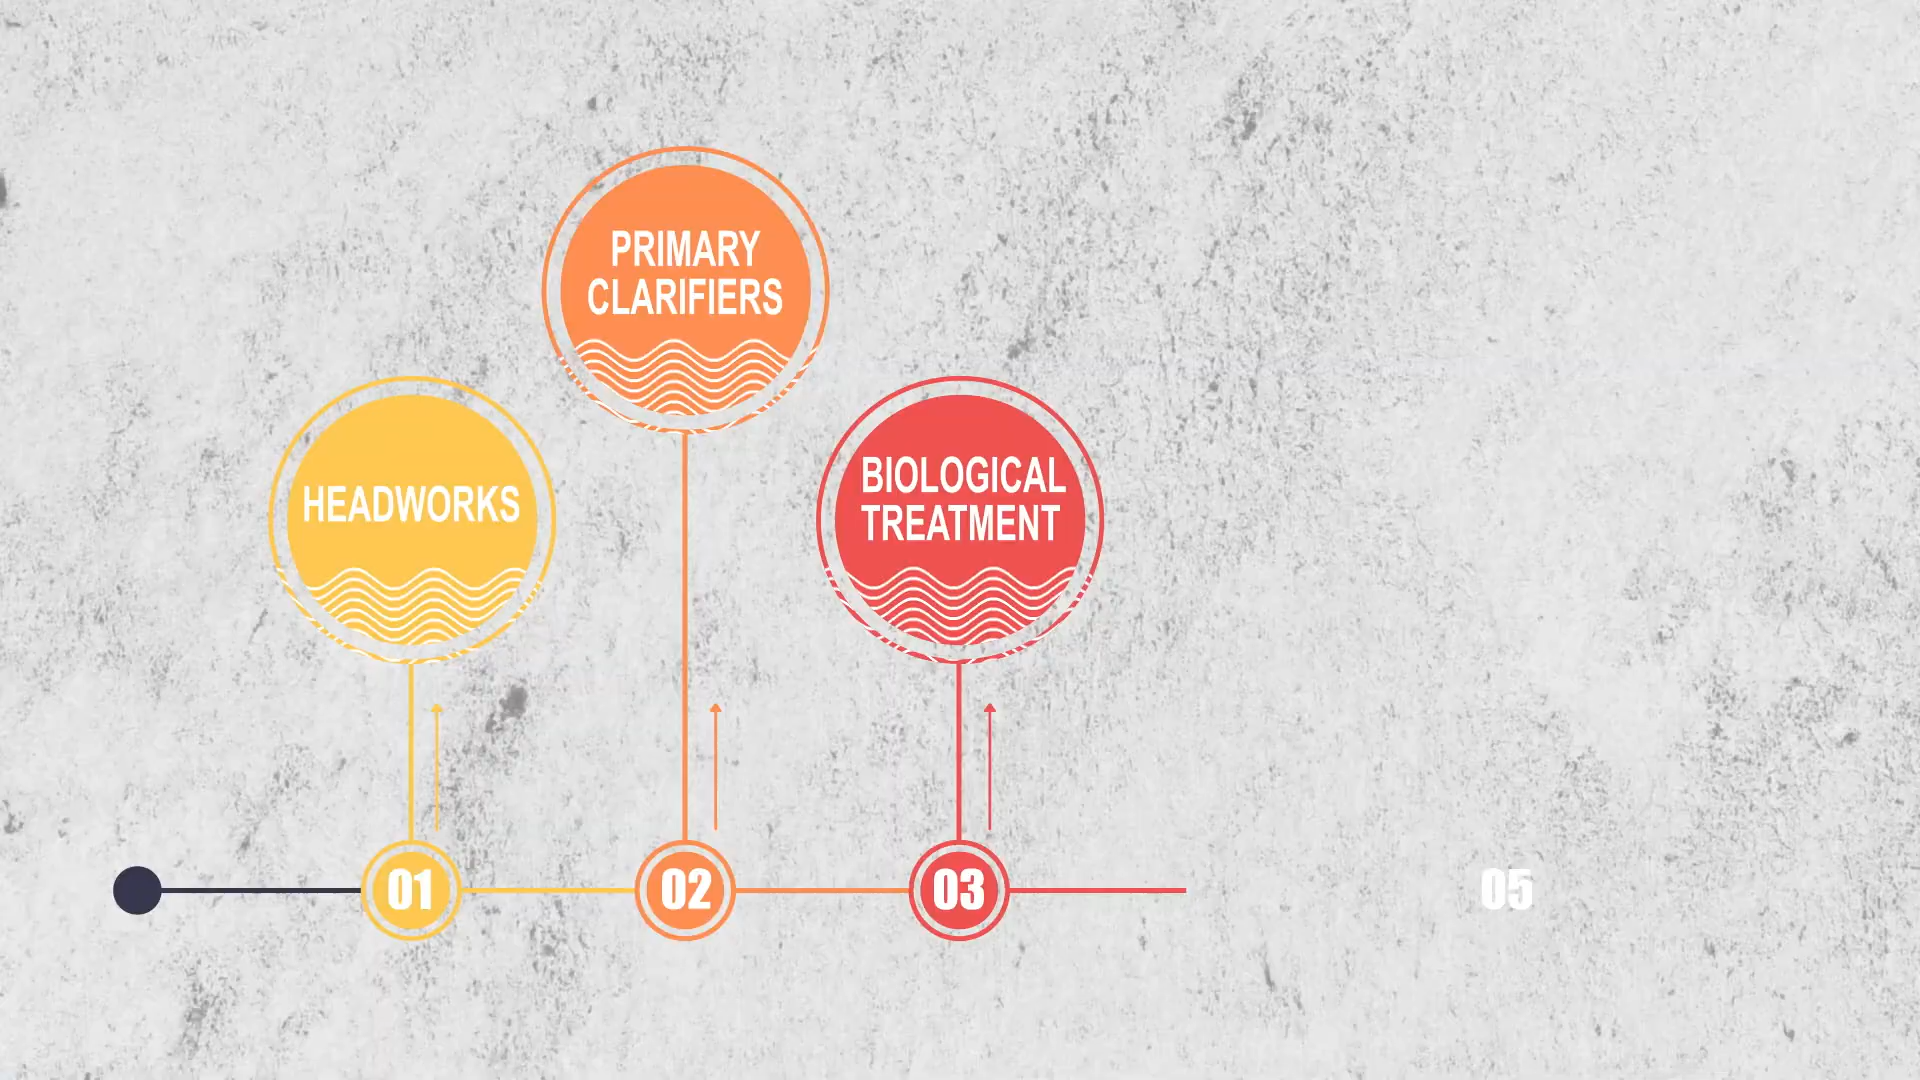 PRIMARY
CLARIFIERS
HEADWORKS
BIOLOGICAL
TREATMENT
01
02
03
05